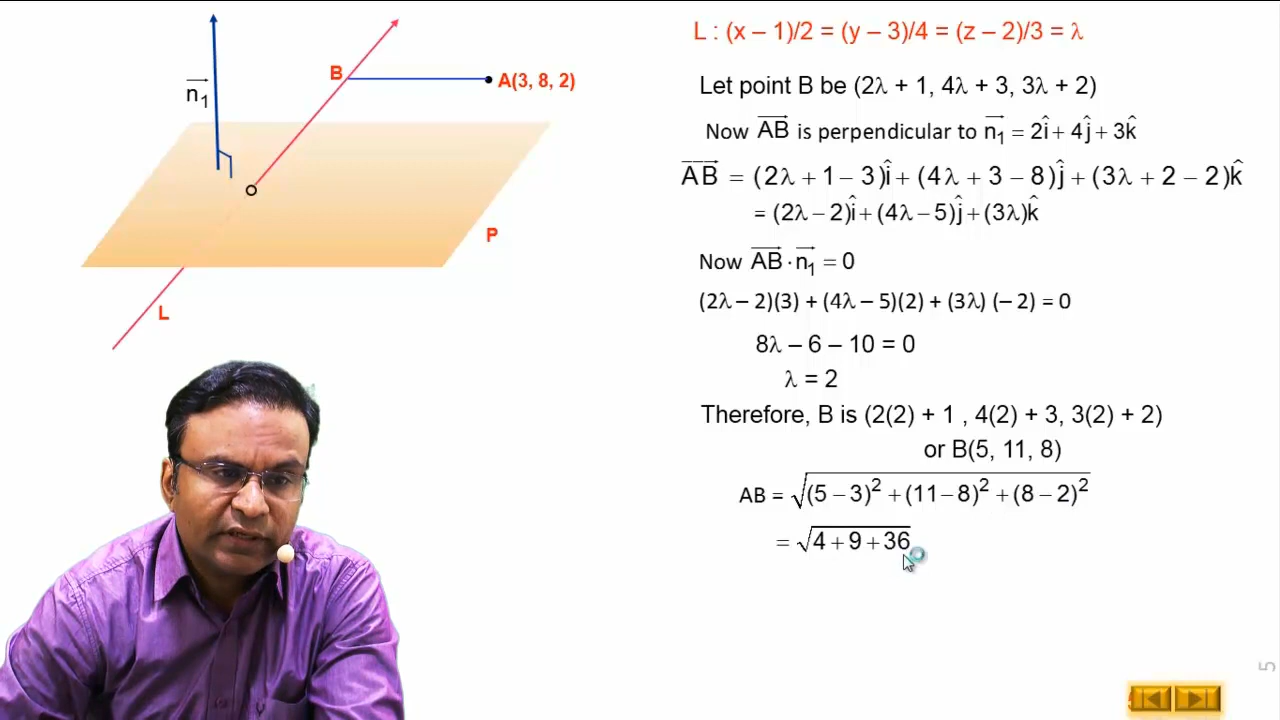 n₁
B
A(3, 8, 2)
P
L
L : (x – 1)/2 = (y – 3)/4 = (z – 2)/3 = λ
Let point B be (2λ + 1, 4λ + 3, 3λ + 2)
Now AB⃗ is perpendicular to n₁⃗ = 2î + 4ĵ + 3k̂
AB⃗ = (2λ + 1 – 3)î + (4λ + 3 – 8)ĵ + (3λ + 2 – 2)k̂
= (2λ – 2)î + (4λ – 5)ĵ + (3λ)k̂
Now AB⃗ · n₁⃗ = 0
(2λ – 2)(3) + (4λ – 5)(2) + (3λ) (– 2) = 0
8λ – 6 – 10 = 0
λ = 2
Therefore, B is (2(2) + 1 , 4(2) + 3, 3(2) + 2)
or B(5, 11, 8)
AB = √(5 – 3)² + (11 – 8)² + (8 – 2)²
= √4 + 9 + 36
5